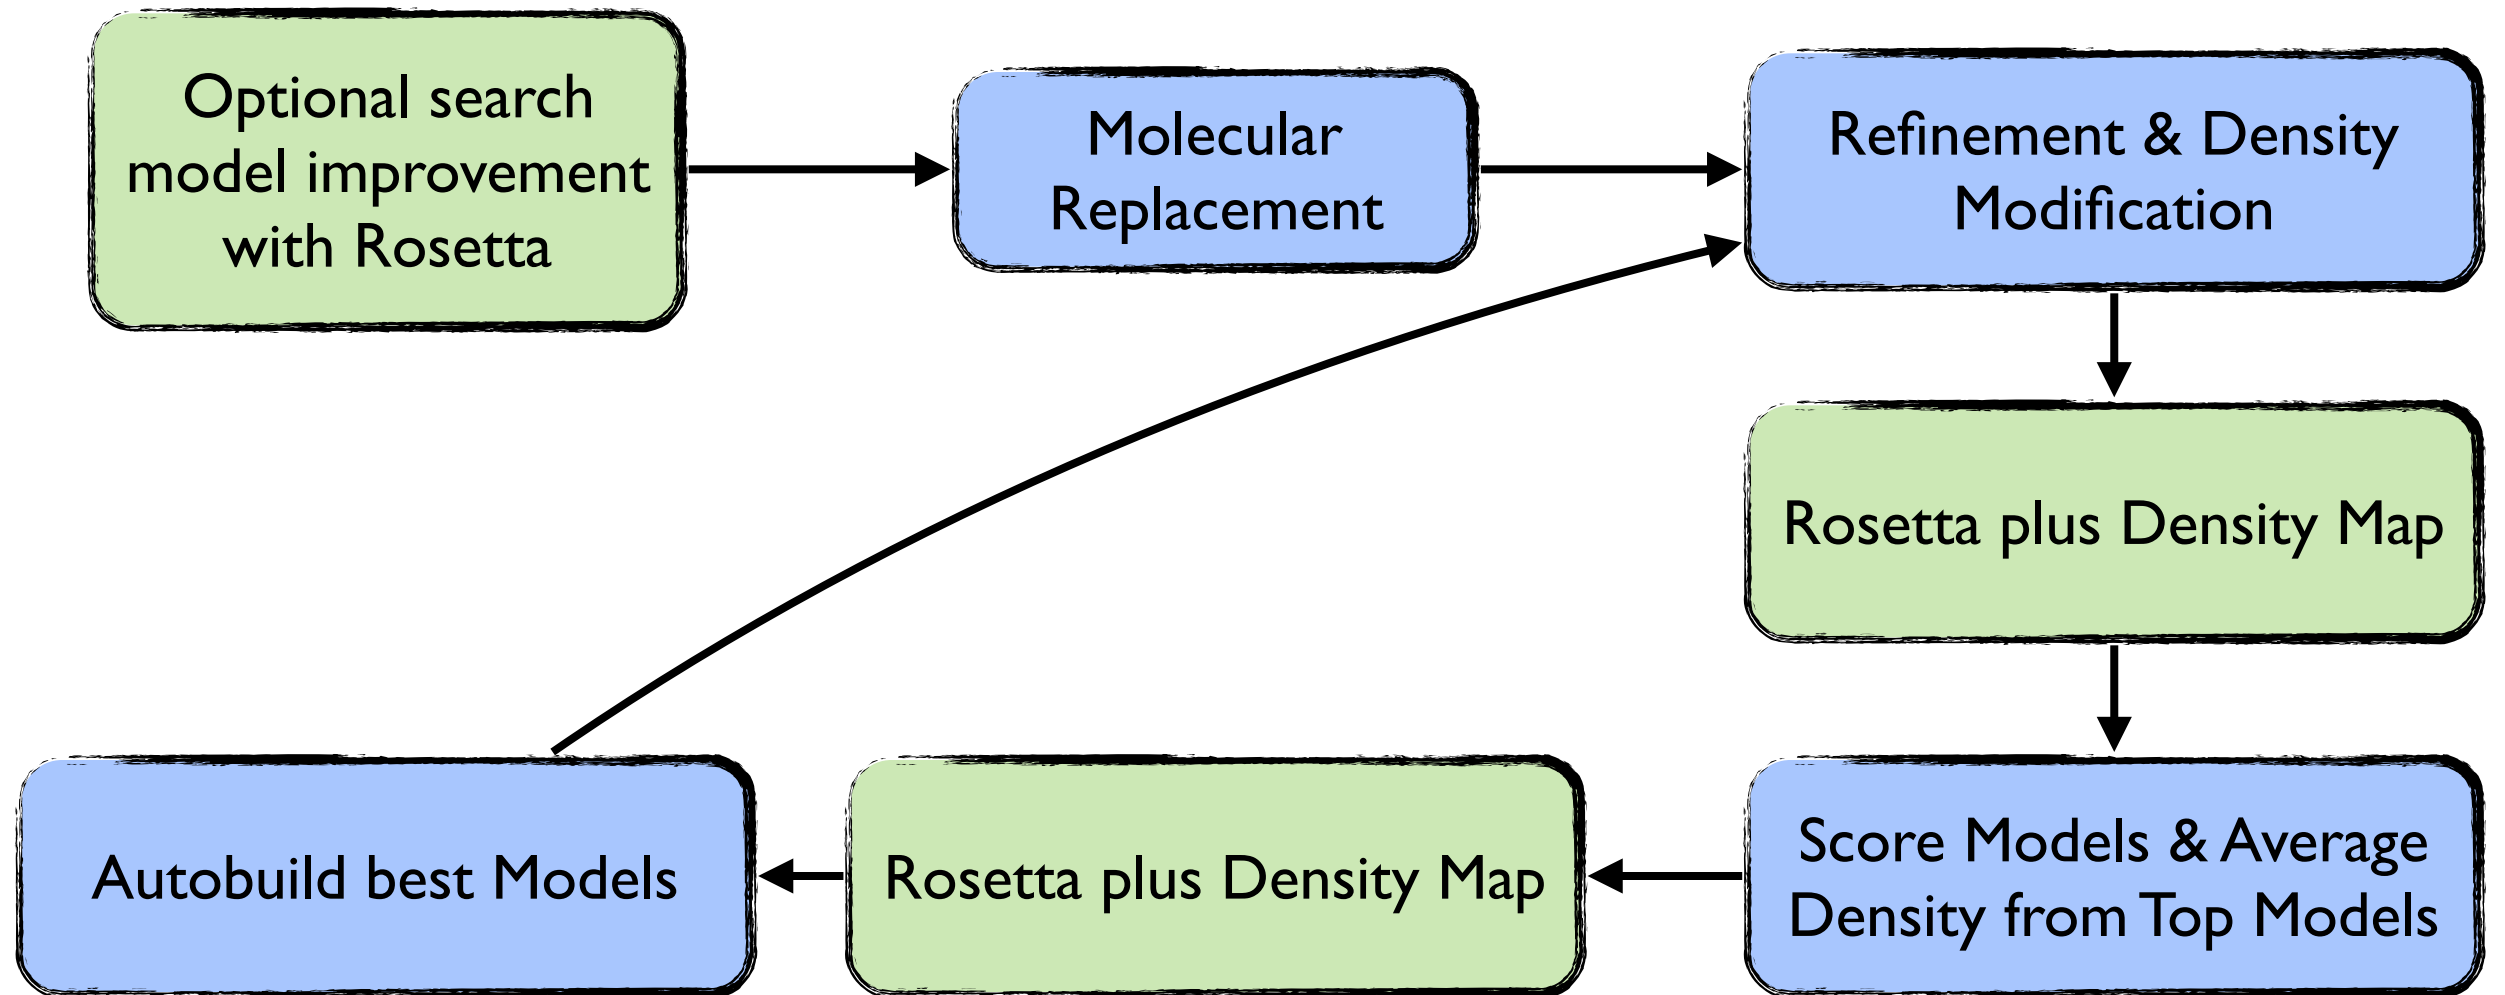 Optional search
model improvement
with Rosetta
Molecular
Replacement
Refinement & Density
Modification
Rosetta plus Density Map
Score Models & Average
Density from Top Models
Rosetta plus Density Map
Autobuild best Models